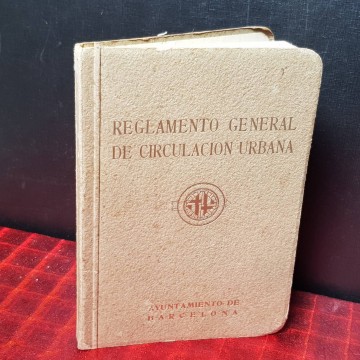 REGLAMENTO GENERAL
DE CIRCULACION URBANA
AYUNTAMIENTO DE
BARCELONA